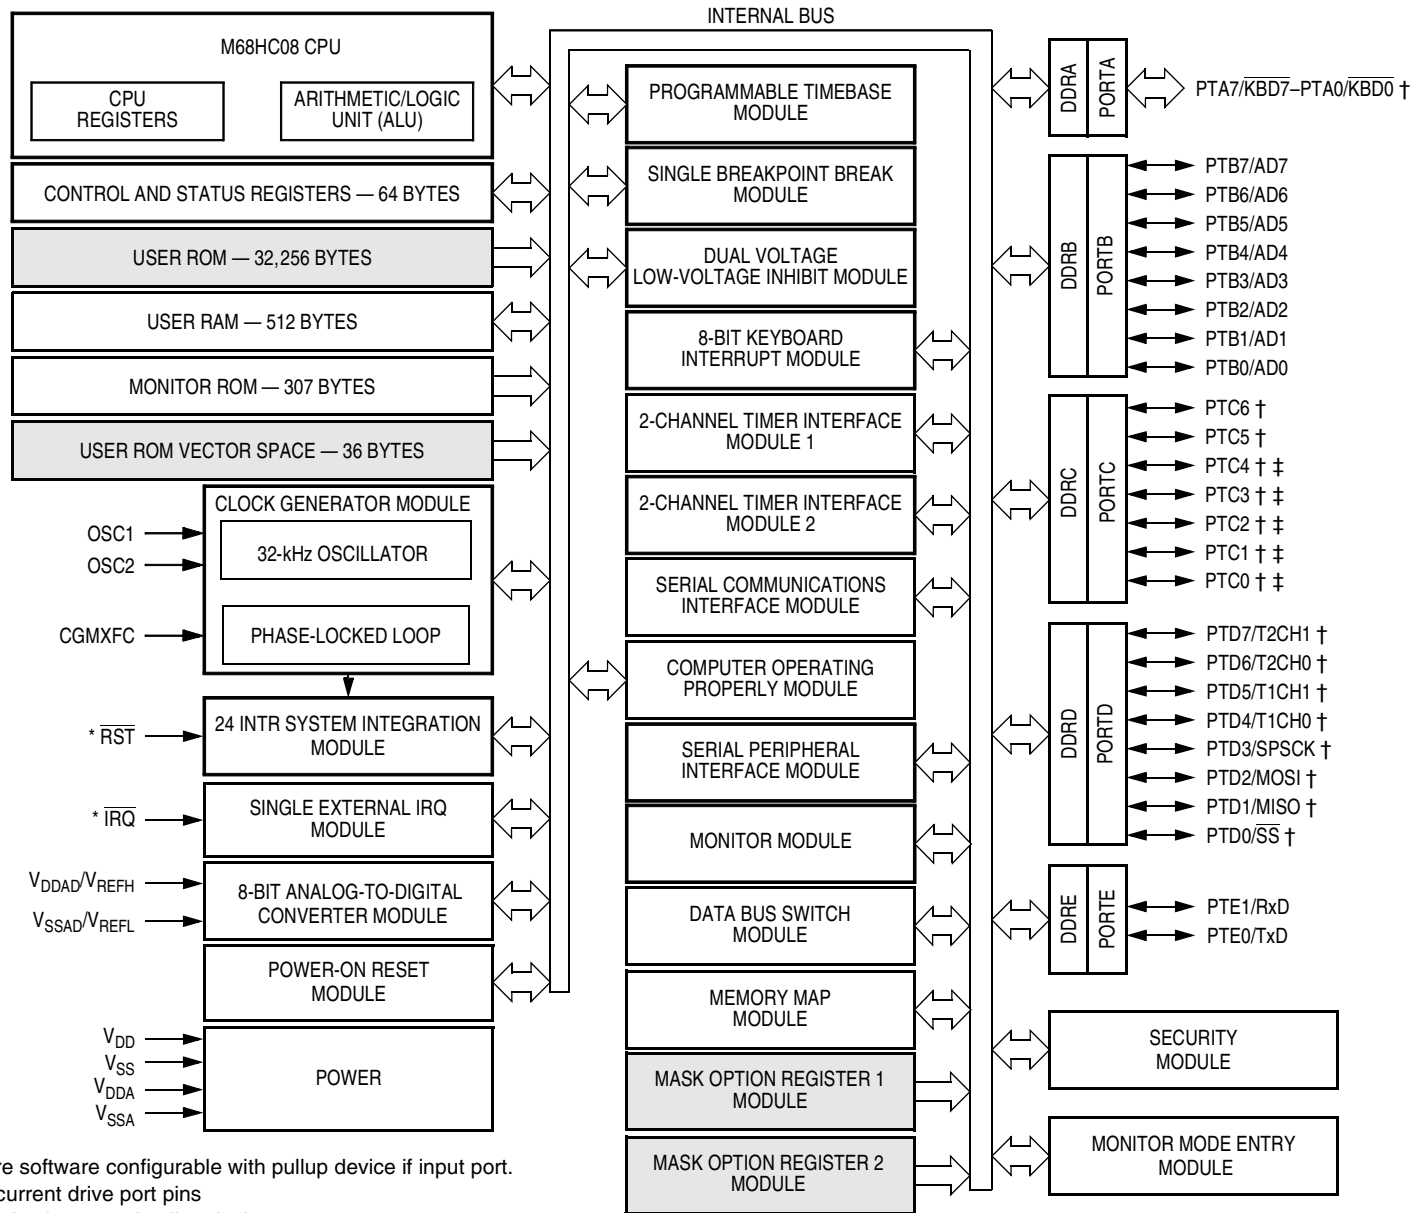 INTERNAL BUS
M68HC08 CPU
CPU
REGISTERS
ARITHMETIC/LOGIC
UNIT (ALU)
CONTROL AND STATUS REGISTERS — 64 BYTES
USER ROM — 32,256 BYTES
USER RAM — 512 BYTES
MONITOR ROM — 307 BYTES
USER ROM VECTOR SPACE — 36 BYTES
CLOCK GENERATOR MODULE
32-kHz OSCILLATOR
PHASE-LOCKED LOOP
OSC1
OSC2
CGMXFC
24 INTR SYSTEM INTEGRATION
MODULE
* RST
SINGLE EXTERNAL IRQ
MODULE
* IRQ
8-BIT ANALOG-TO-DIGITAL
CONVERTER MODULE
VDDAD/VREFH
VSSAD/VREFL
POWER-ON RESET
MODULE
POWER
VDD
VSS
VDDA
VSSA
PROGRAMMABLE TIMEBASE
MODULE
SINGLE BREAKPOINT BREAK
MODULE
DUAL VOLTAGE
LOW-VOLTAGE INHIBIT MODULE
8-BIT KEYBOARD
INTERRUPT MODULE
2-CHANNEL TIMER INTERFACE
MODULE 1
2-CHANNEL TIMER INTERFACE
MODULE 2
SERIAL COMMUNICATIONS
INTERFACE MODULE
COMPUTER OPERATING
PROPERLY MODULE
SERIAL PERIPHERAL
INTERFACE MODULE
MONITOR MODULE
DATA BUS SWITCH
MODULE
MEMORY MAP
MODULE
MASK OPTION REGISTER 1
MODULE
MASK OPTION REGISTER 2
MODULE
DDRA
PORTA
PTA7/KBD7–PTA0/KBD0 †
DDRB
PORTB
PTB7/AD7
PTB6/AD6
PTB5/AD5
PTB4/AD4
PTB3/AD3
PTB2/AD2
PTB1/AD1
PTB0/AD0
DDRC
PORTC
PTC6 †
PTC5 †
PTC4 † ‡
PTC3 † ‡
PTC2 † ‡
PTC1 † ‡
PTC0 † ‡
DDRD
PORTD
PTD7/T2CH1 †
PTD6/T2CH0 †
PTD5/T1CH1 †
PTD4/T1CH0 †
PTD3/SPSCK †
PTD2/MOSI †
PTD1/MISO †
PTD0/SS †
DDRE
PORTE
PTE1/RxD
PTE0/TxD
SECURITY
MODULE
MONITOR MODE ENTRY
MODULE
re software configurable with pullup device if input port.
current drive port pins